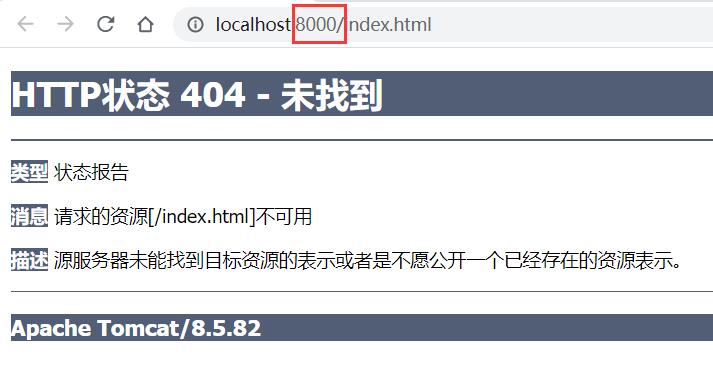 localhost:8000/index.html
HTTP状态 404 - 未找到
类型 状态报告
消息 请求的资源[/index.html]不可用
描述 源服务器未能找到目标资源的表示或者是不愿公开一个已经存在的资源表示。
Apache Tomcat/8.5.82